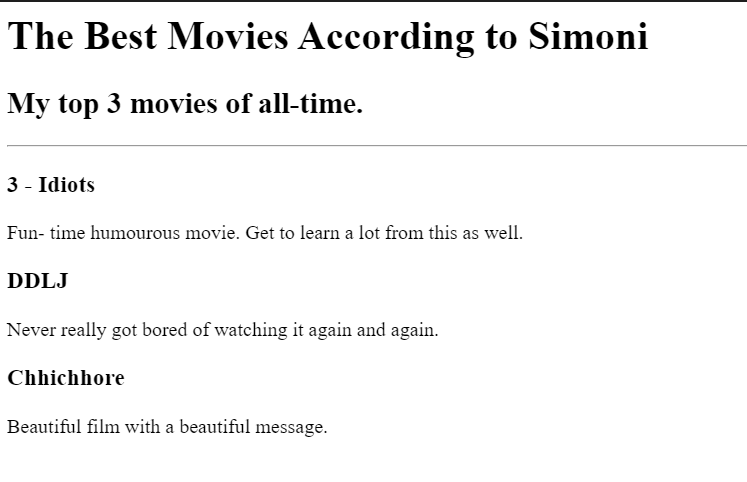 The Best Movies According to Simoni
My top 3 movies of all-time.
3 - Idiots
Fun- time humourous movie. Get to learn a lot from this as well.
DDLJ
Never really got bored of watching it again and again.
Chhichhore
Beautiful film with a beautiful message.